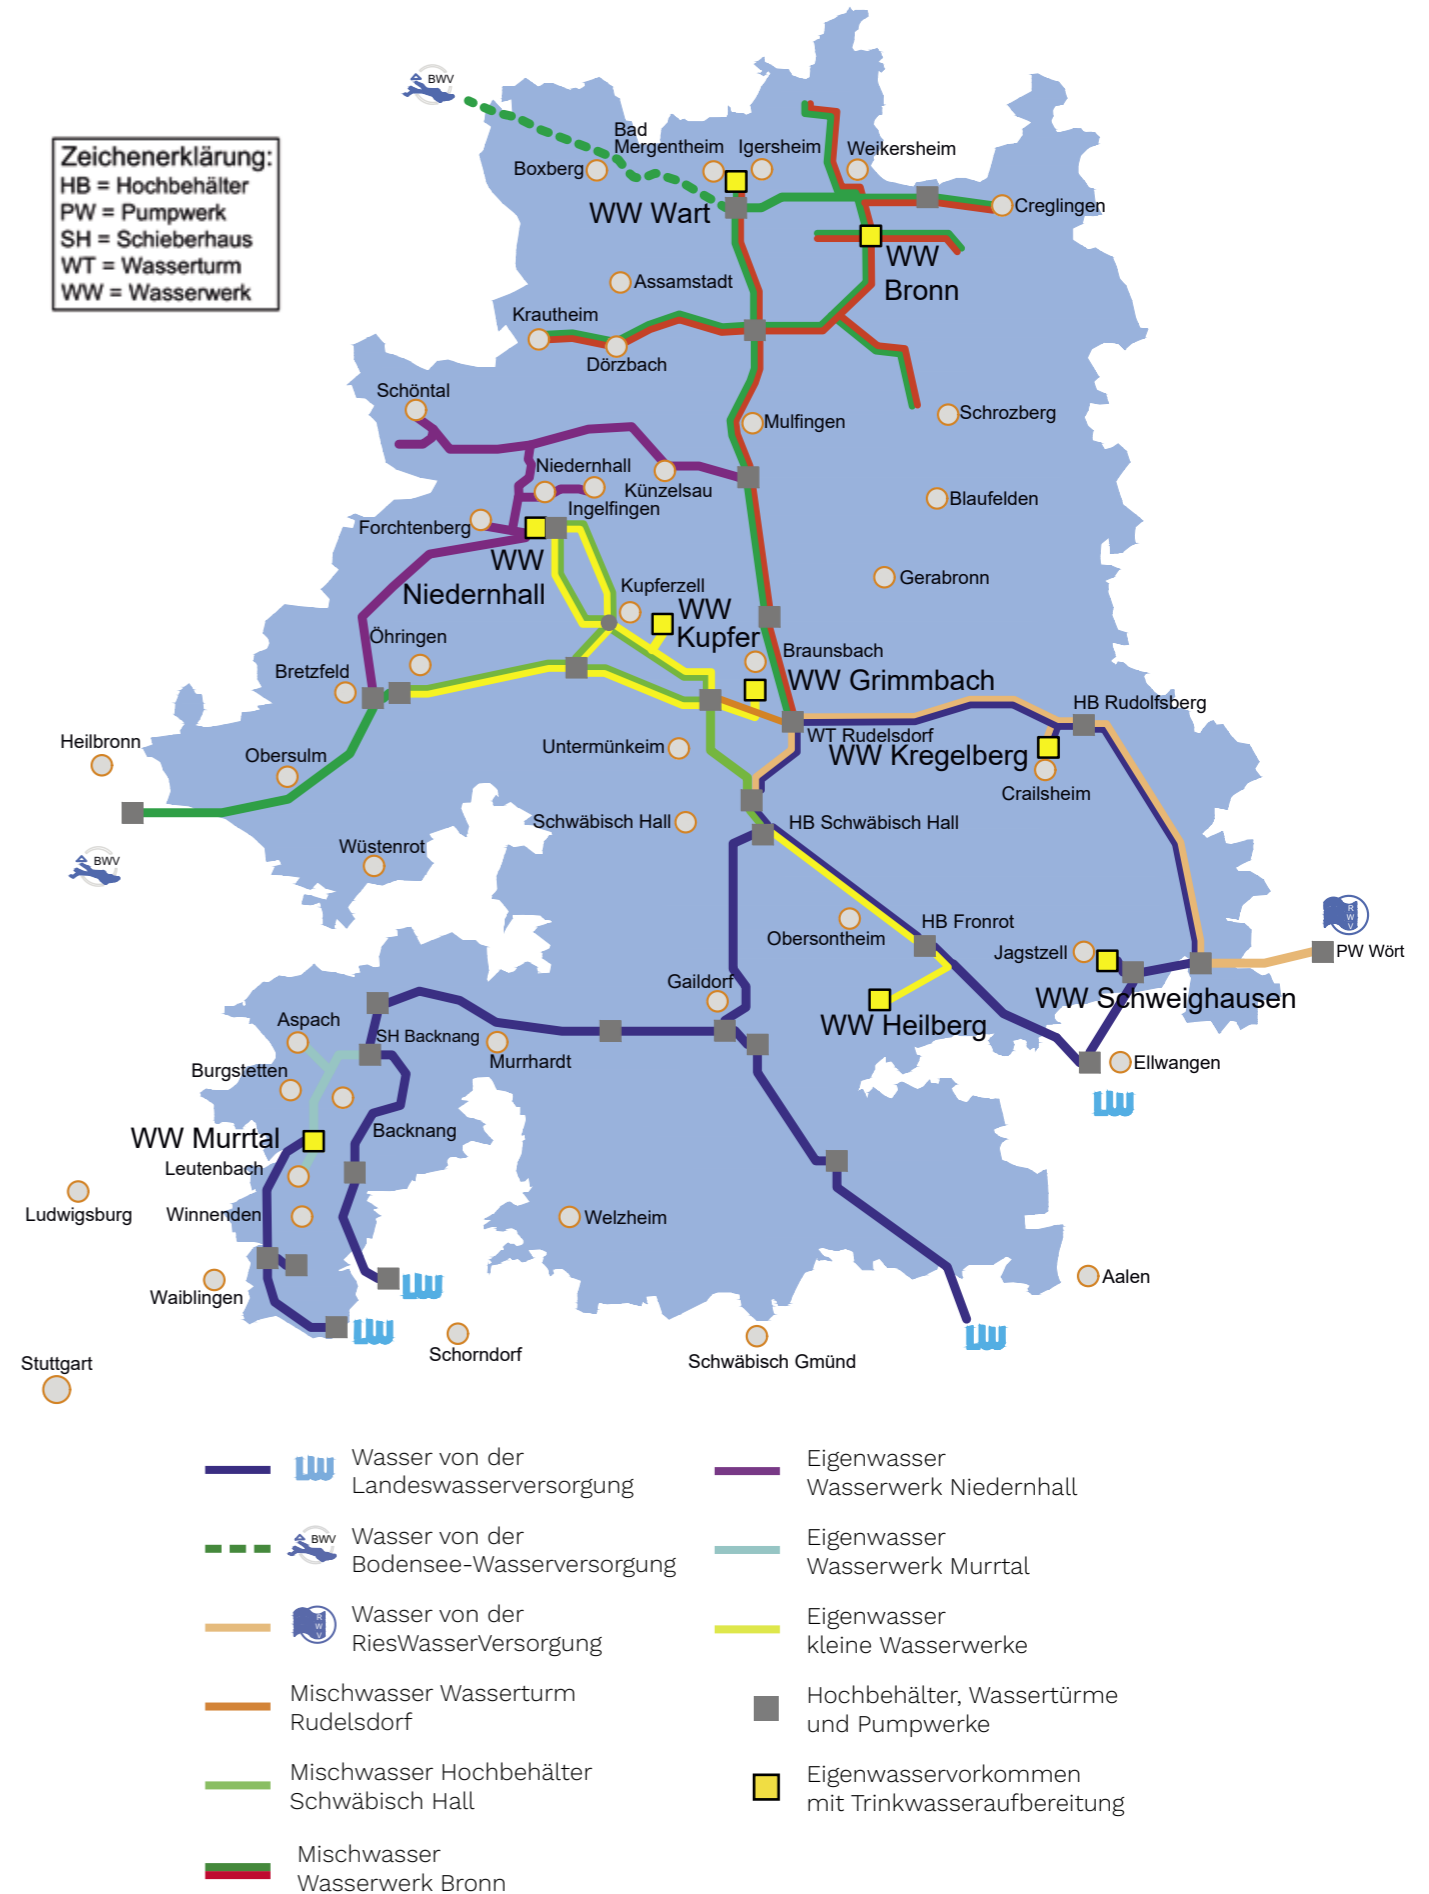 BWV
Zeichenerklärung:
HB = Hochbehälter
PW = Pumpwerk
SH = Schieberhaus
WT = Wasserturm
WW = Wasserwerk
Bad
Mergentheim
Igersheim
Weikersheim
Boxberg
WW Wart
Creglingen
WW
Bronn
Assamstadt
Krautheim
Dörzbach
Schöntal
Mulfingen
Schrozberg
Niedernhall
Künzelsau
Ingelfingen
Blaufelden
Forchtenberg
WW
Niedernhall
Gerabronn
Kupferzell
WW
Kupfer
Öhringen
Braunsbach
Bretzfeld
WW Grimmbach
HB Rudolfsberg
WT Rudelsdorf
Heilbronn
Untermünkeim
WW Kregelberg
Obersulm
Crailsheim
Schwäbisch Hall
HB Schwäbisch Hall
Wüstenrot
BWV
HB Fronrot
Obersontheim
R
W
V
Jagstzell
PW Wört
Gaildorf
WW Schweighausen
Aspach
WW Heilberg
SH Backnang
Murrhardt
Burgstetten
Ellwangen
LW
WW Murrtal
Backnang
Leutenbach
Ludwigsburg
Winnenden
Welzheim
Waiblingen
LW
Aalen
LW
LW
Schorndorf
Schwäbisch Gmünd
Stuttgart
LW
Wasser von der
Landeswasserversorgung
BWV
Wasser von der
Bodensee-Wasserversorgung
R
W
V
Wasser von der
RiesWasserVersorgung
Mischwasser Wasserturm
Rudelsdorf
Mischwasser Hochbehälter
Schwäbisch Hall
Mischwasser
Wasserwerk Bronn
Eigenwasser
Wasserwerk Niedernhall
Eigenwasser
Wasserwerk Murrtal
Eigenwasser
kleine Wasserwerke
Hochbehälter, Wassertürme
und Pumpwerke
Eigenwasservorkommen
mit Trinkwasseraufbereitung